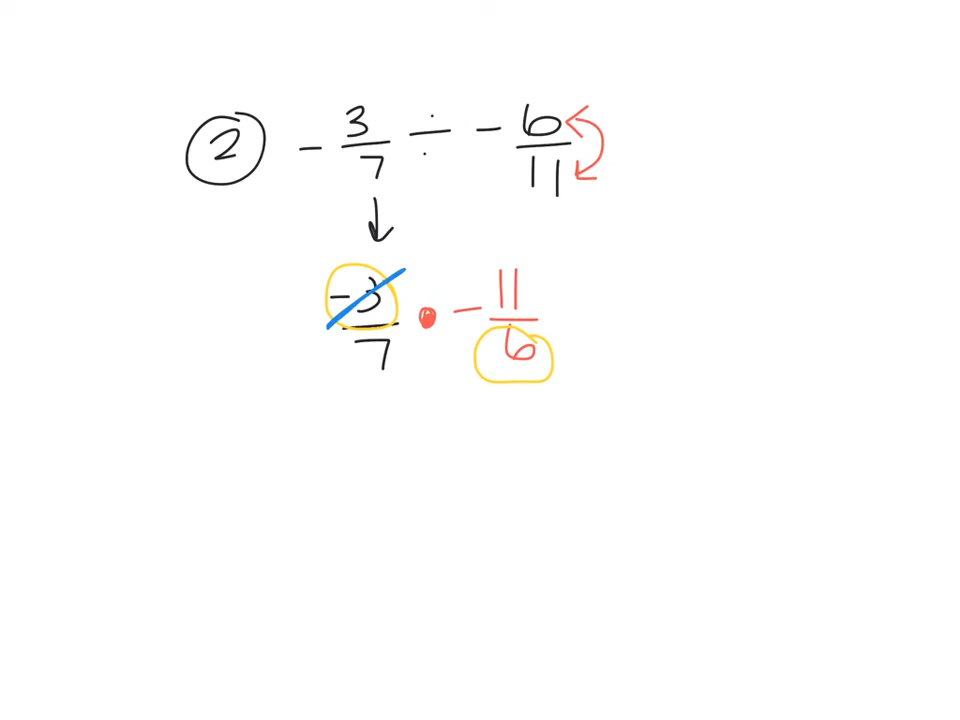 2 - 3/7 ÷ - 6/11
-3/7 • - 11/6